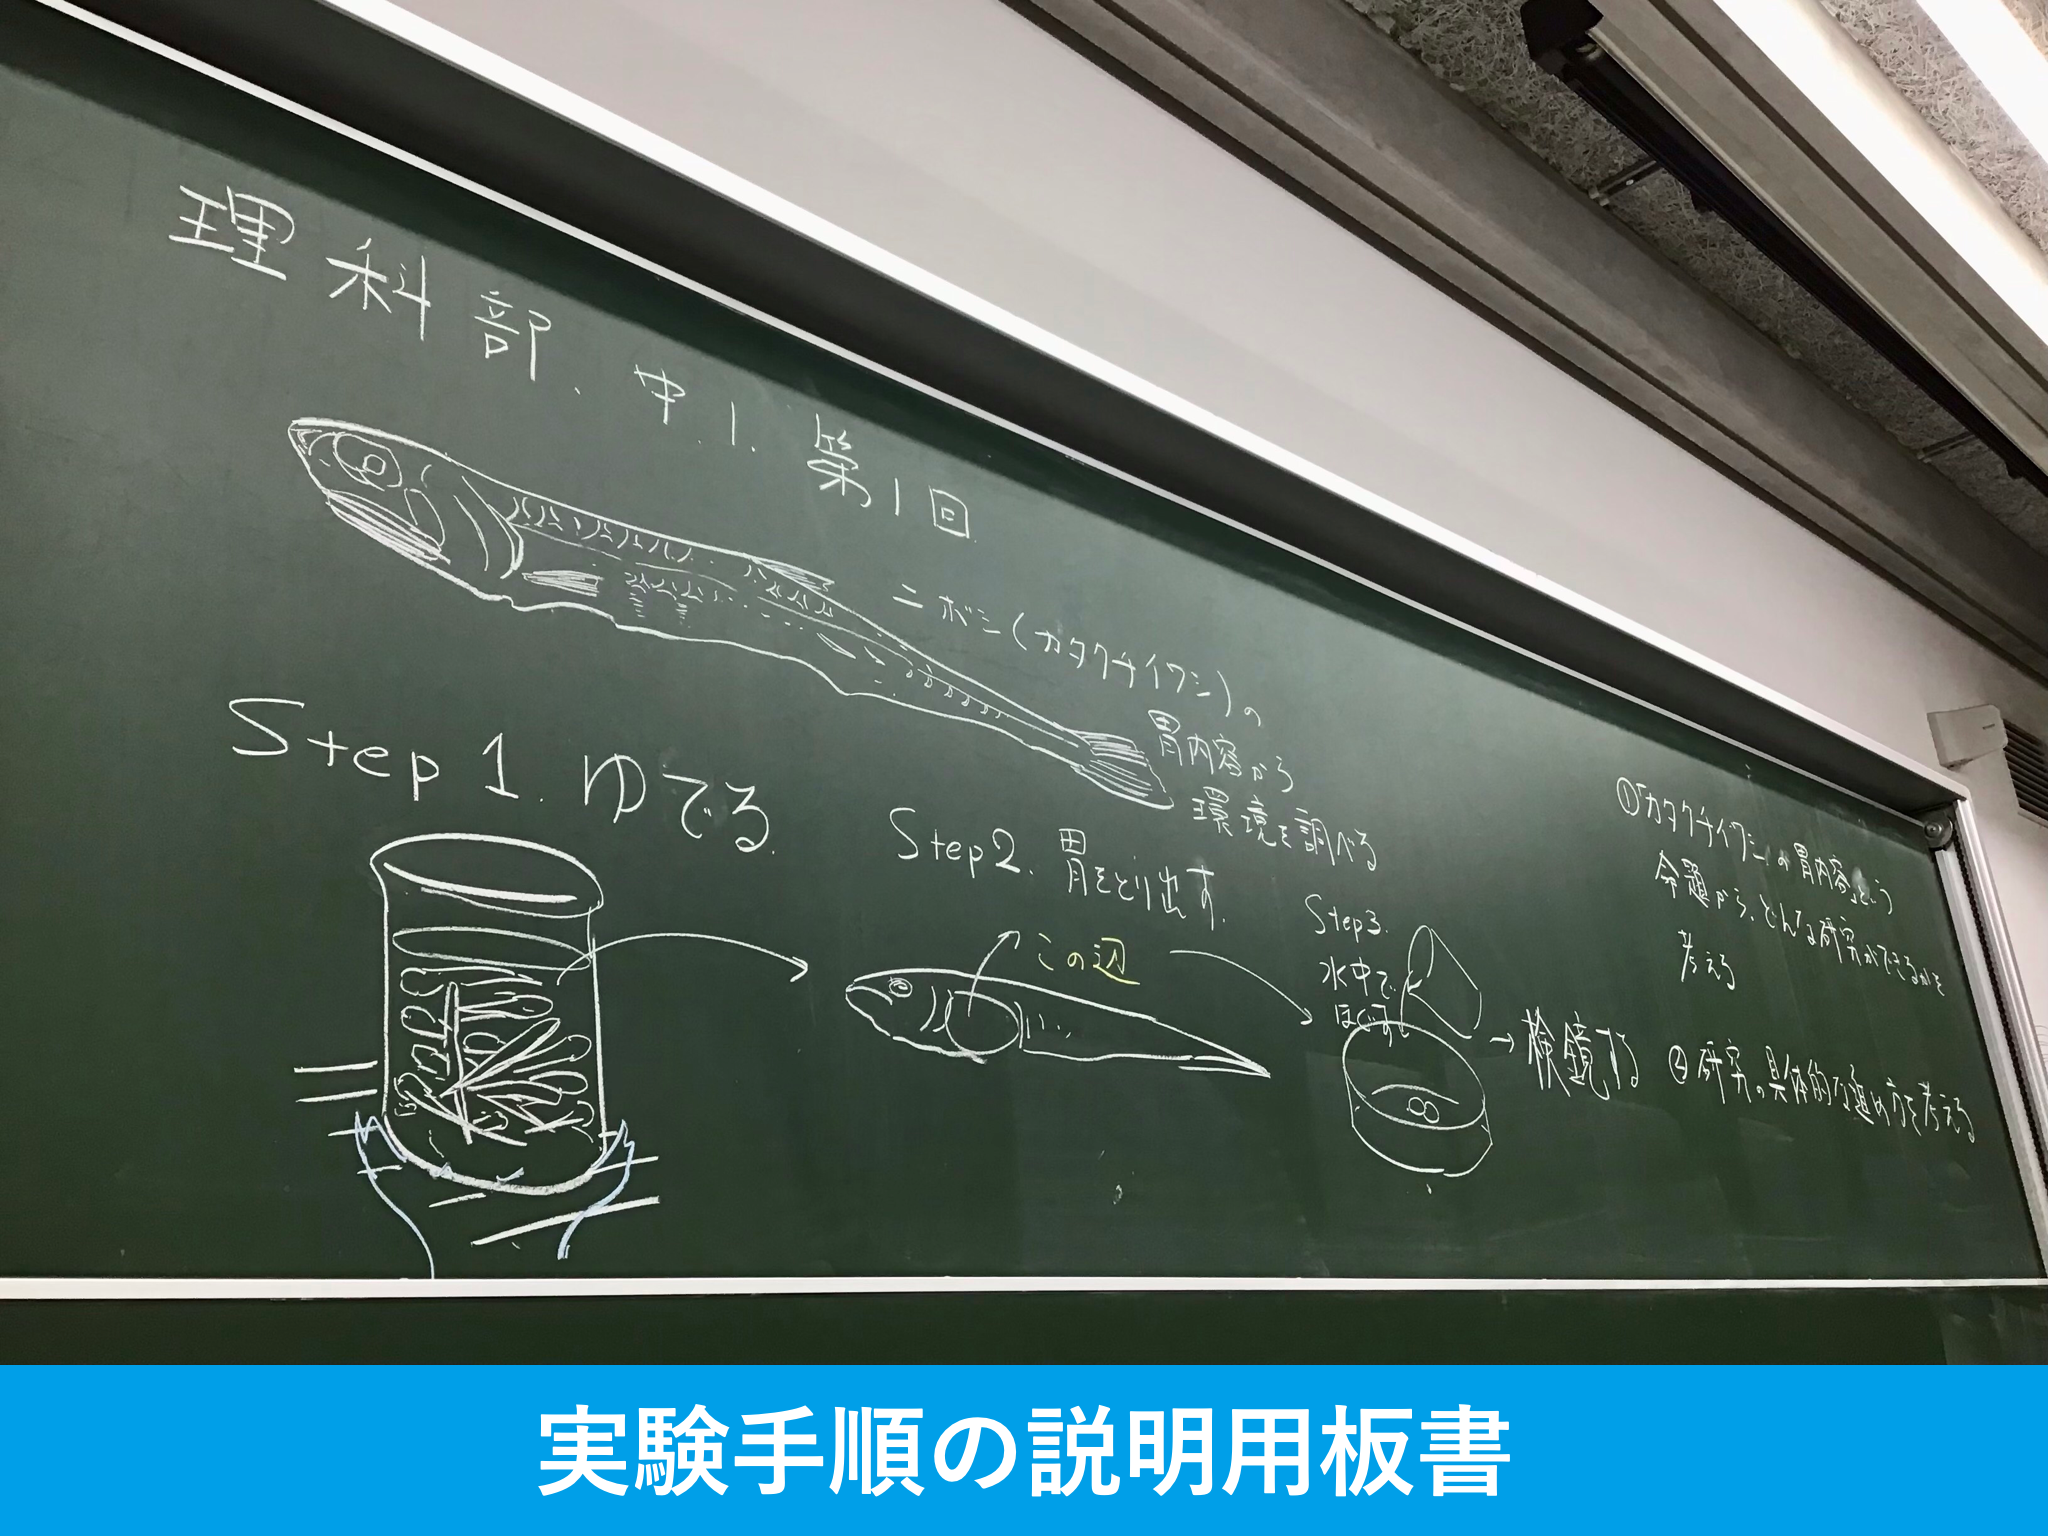 理科部、中.1.第1回
ニボシ(カタクチイワシ)の
胃内容から
環境を調べる
Step 1. ゆでる.
Step2. 胃をとり出す.
この辺
Step3.
水中で
ほぐす
→検鏡する
①「カタクチイワシの胃内容」という
命題から、どんな研究ができるかを
考える
②研究の具体的な進め方を考える
実験手順の説明用板書